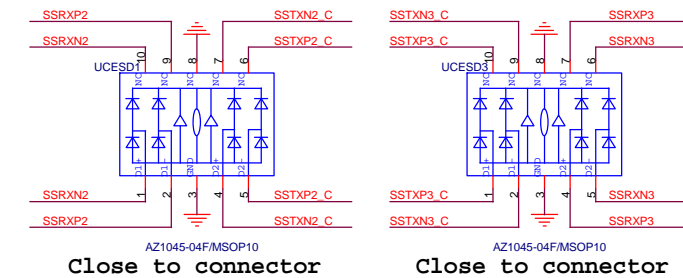 SSRXP2 SSTXN2_C SSTXN3_C SSRXP3
SSRXN2 SSTXP2_C SSTXP3_C SSRXN3
UCESD1 10 9 8 7 6 UCESD3 10 9 8 7 6
NC NC NC NC NC NC NC NC
D1+ D1- GND D2+ D2- D1+ D1- GND D2+ D2-
1 2 3 4 5 1 2 3 4 5
SSRXN2 SSTXP2_C SSTXP3_C SSRXN3
SSRXP2 SSTXN2_C SSTXN3_C SSRXP3
AZ1045-04F/MSOP10 AZ1045-04F/MSOP10
Close to connector Close to connector